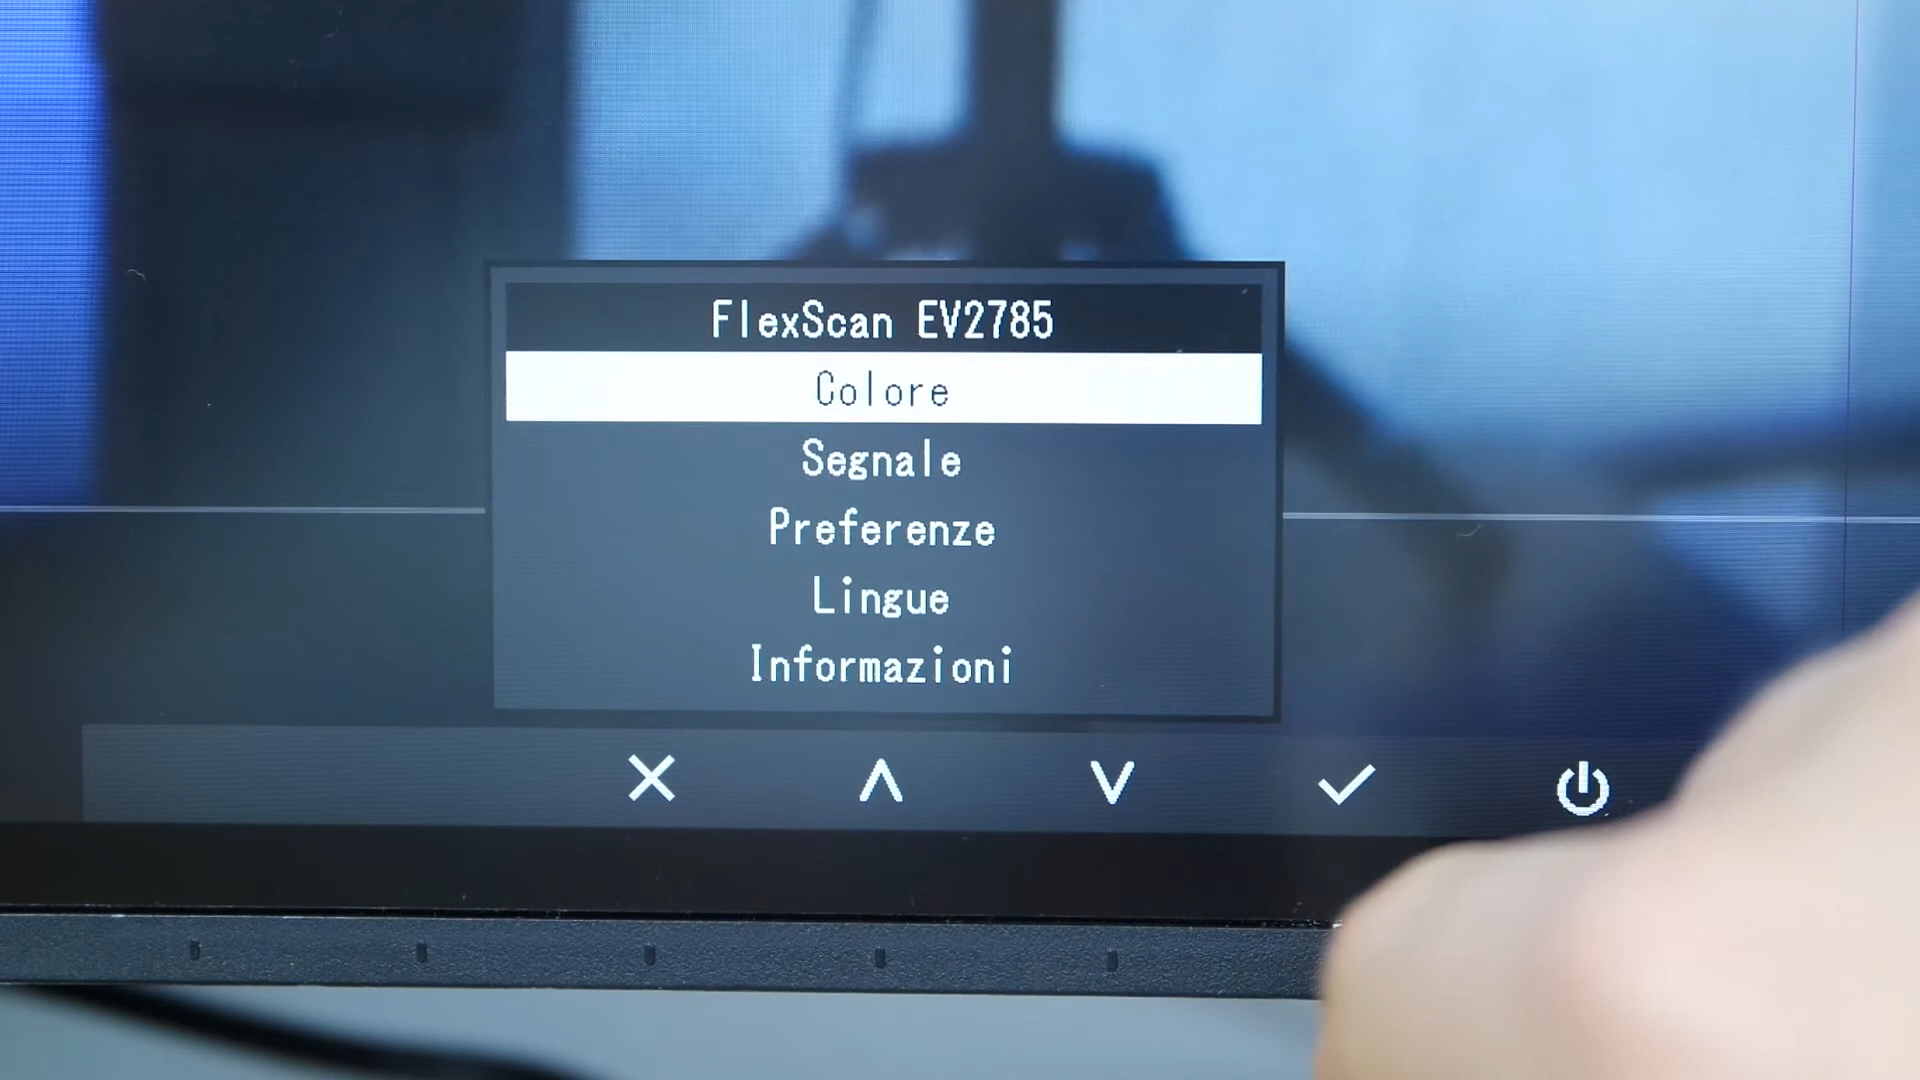 FlexScan EV2785
Colore
Segnale
Preferenze
Lingue
Informazioni